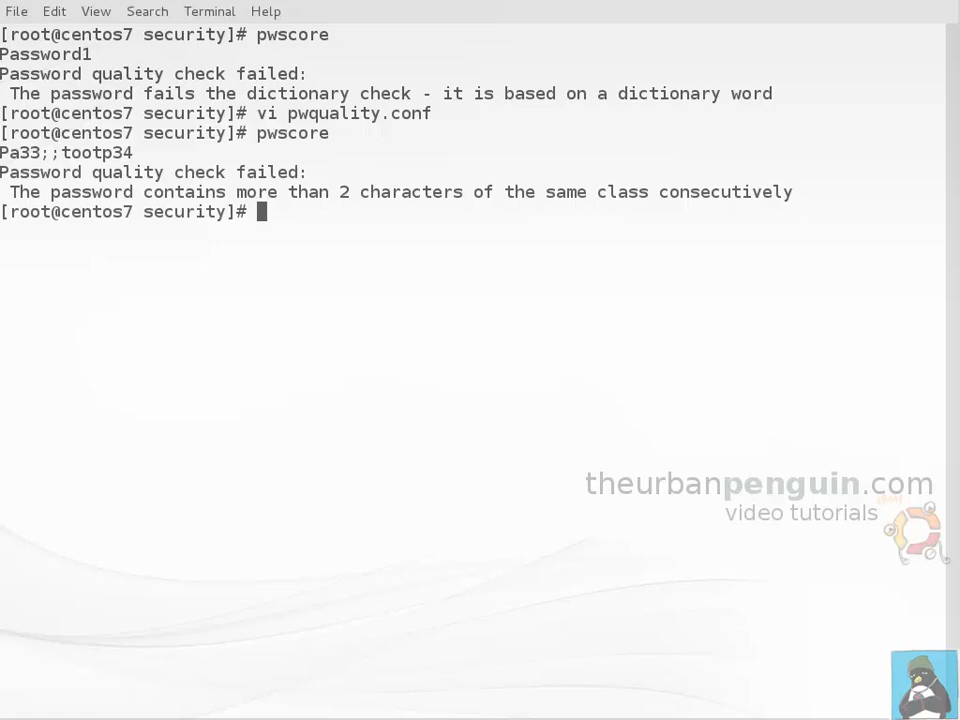 File Edit View Search Terminal Help
[root@centos7 security]# pwscore
Password1
Password quality check failed:
 The password fails the dictionary check - it is based on a dictionary word
[root@centos7 security]# vi pwquality.conf
[root@centos7 security]# pwscore
Pa33;;tootp34
Password quality check failed:
 The password contains more than 2 characters of the same class consecutively
[root@centos7 security]#
theurbanpenguin.com
video tutorials